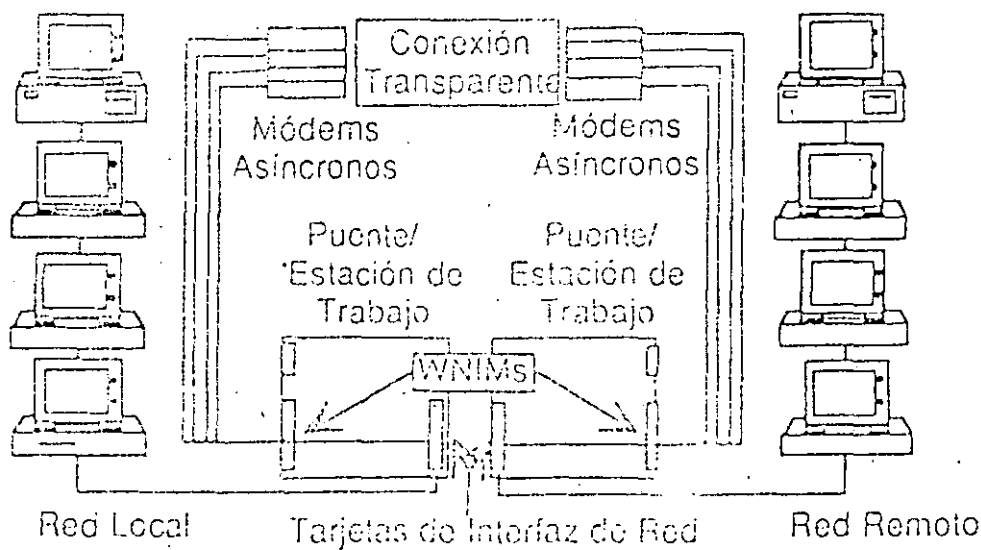 Conexión
Transparente
Módems
Asíncronos
Módems
Asíncronos
Puente/
Estación de
Trabajo
Puente/
Estación de
Trabajo
WNIMs
Red Local
Tarjetas de Interfaz de Red
Red Remoto